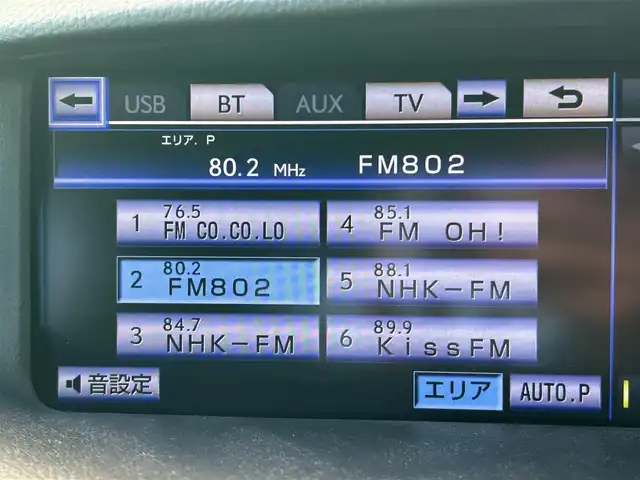 USB BT AUX TV
エリア. P
80.2 MHz FM802
1 76.5 FM CO.CO.LO
4 85.1 FM OH!
2 80.2 FM802
5 88.1 NHK-FM
3 84.7 NHK-FM
6 89.9 KissFM
音設定 エリア AUTO.P